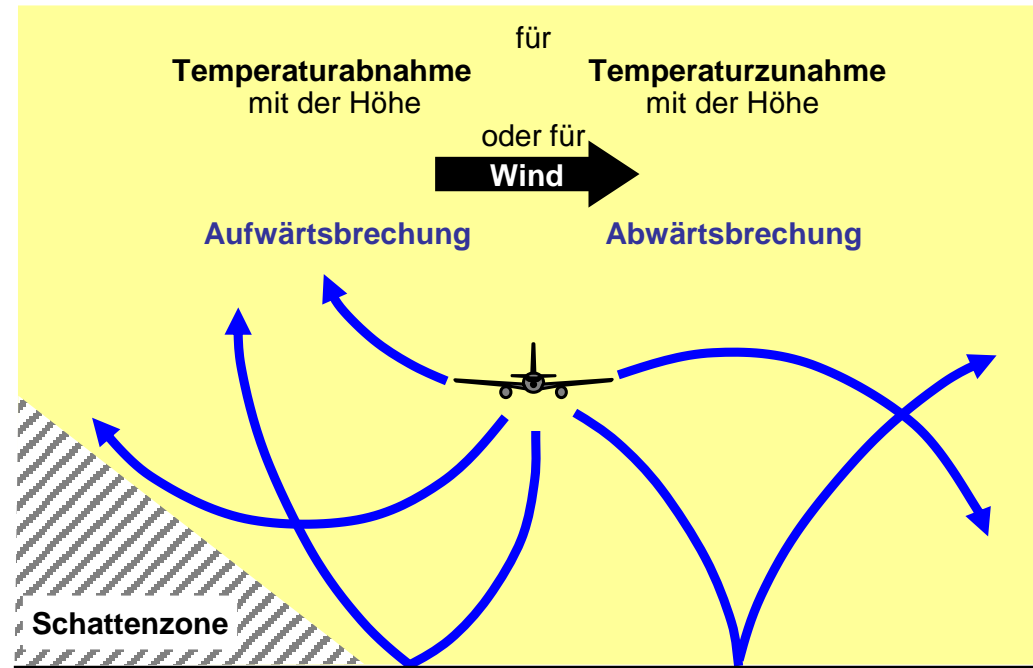 für
Temperaturabnahme
mit der Höhe
Temperaturzunahme
mit der Höhe
oder für
Wind
Aufwärtsbrechung
Abwärtsbrechung
Schattenzone